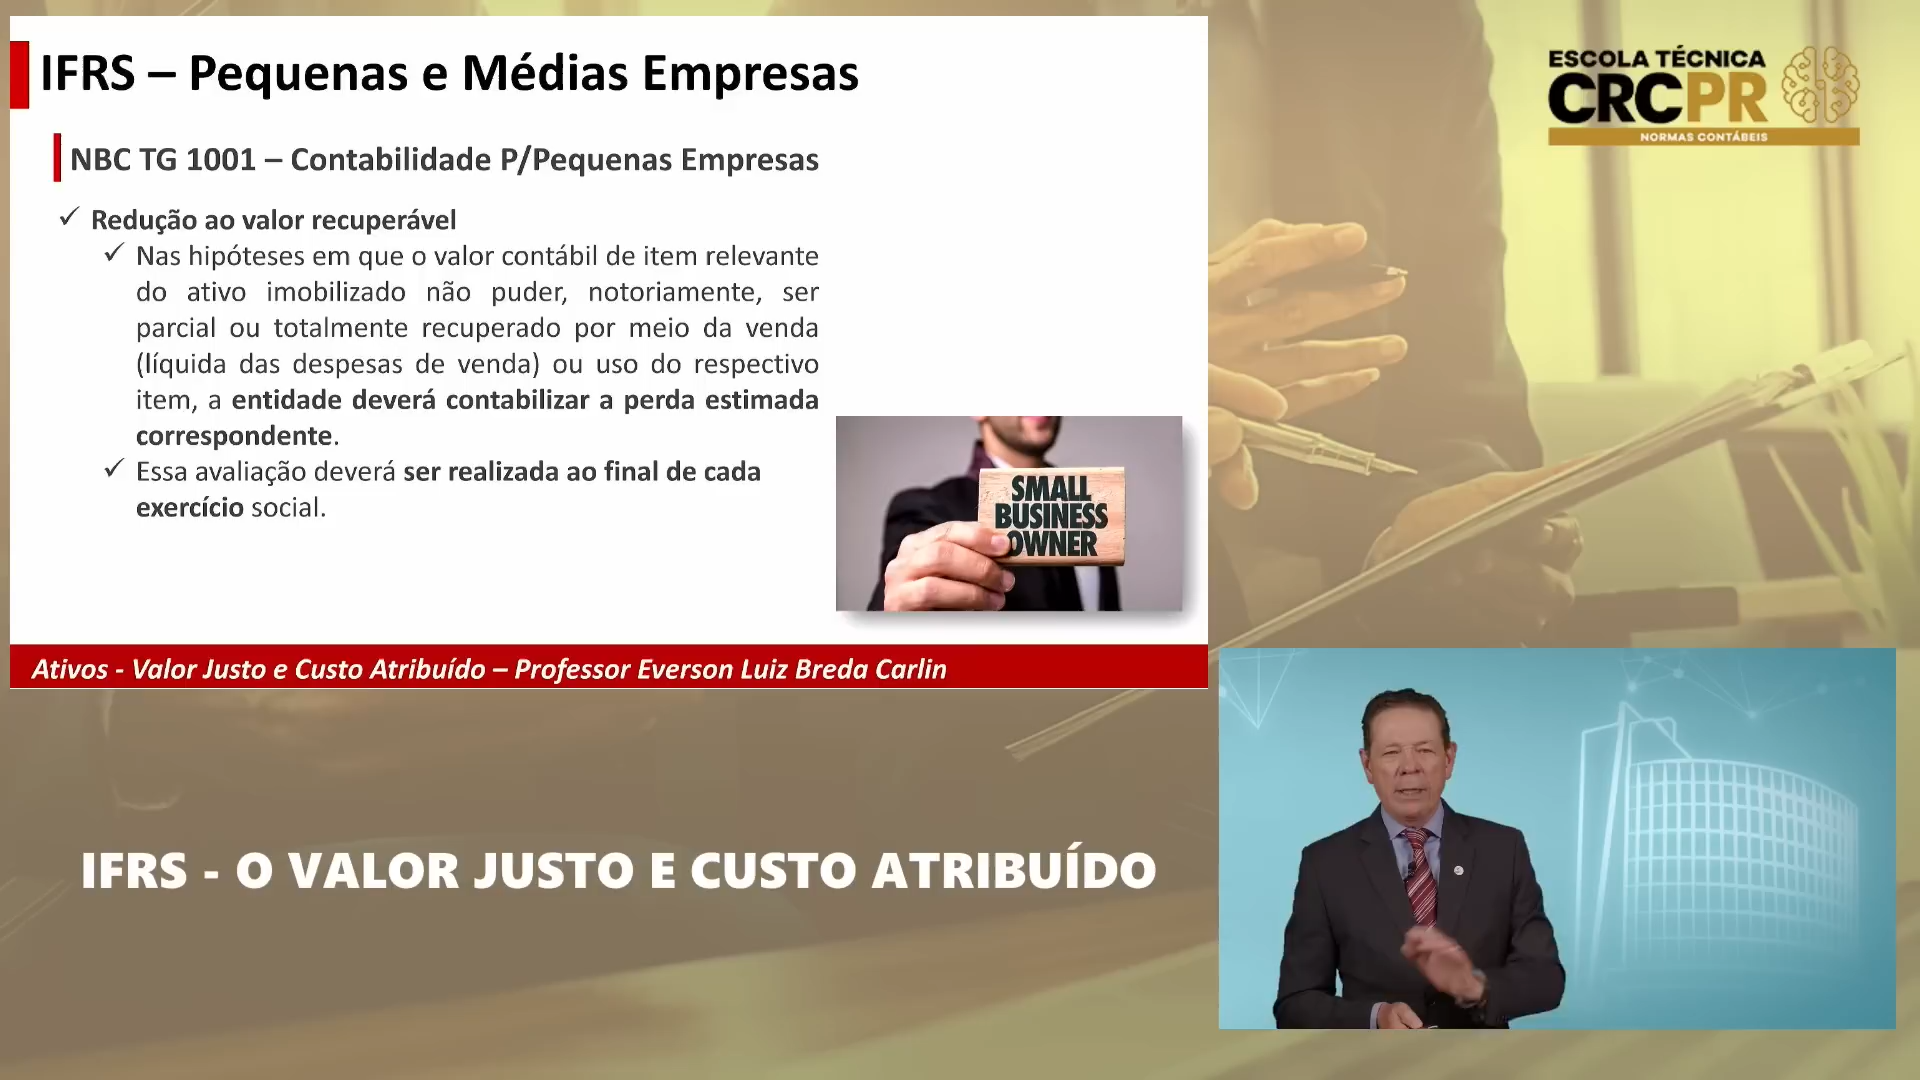 IFRS – Pequenas e Médias Empresas
NBC TG 1001 – Contabilidade P/Pequenas Empresas
✓ Redução ao valor recuperável
✓ Nas hipóteses em que o valor contábil de item relevante
do ativo imobilizado não puder, notoriamente, ser
parcial ou totalmente recuperado por meio da venda
(líquida das despesas de venda) ou uso do respectivo
item, a entidade deverá contabilizar a perda estimada
correspondente.
✓ Essa avaliação deverá ser realizada ao final de cada
exercício social.
SMALL
BUSINESS
OWNER
Ativos - Valor Justo e Custo Atribuído – Professor Everson Luiz Breda Carlin
ESCOLA TÉCNICA
CRCPR
NORMAS CONTÁBEIS
IFRS - O VALOR JUSTO E CUSTO ATRIBUÍDO